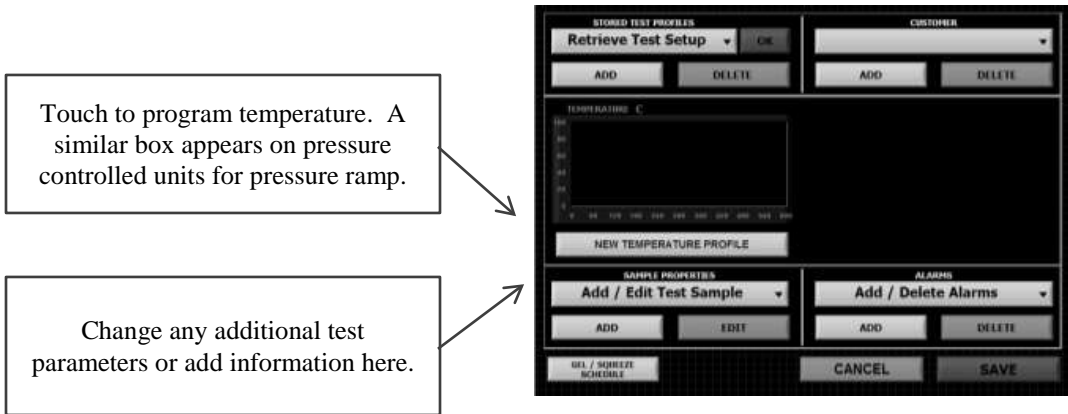 Touch to program temperature. A
similar box appears on pressure
controlled units for pressure ramp.
Change any additional test
parameters or add information here.
STORED TEST PROFILES
Retrieve Test Setup
OK
ADD
DELETE
CUSTOMER
ADD
DELETE
TEMPERATURE C
NEW TEMPERATURE PROFILE
SAMPLE PROPERTIES
Add / Edit Test Sample
ADD
EDIT
ALARMS
Add / Delete Alarms
ADD
DELETE
GEL / SQUEEZE
SCHEDULE
CANCEL
SAVE